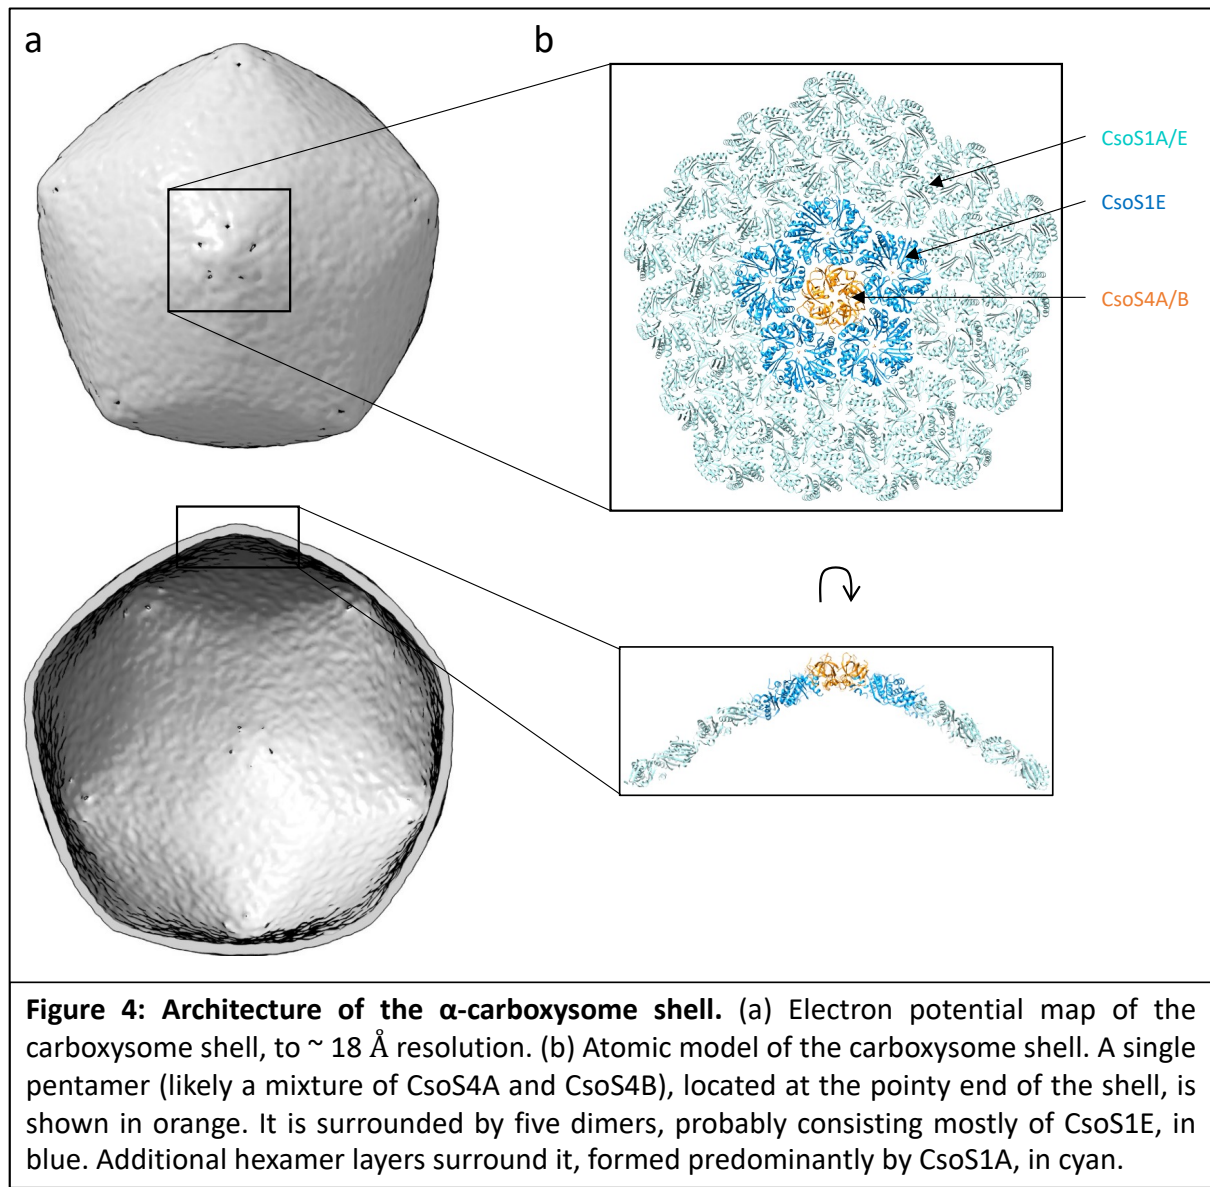 a
b
CsoS1A/E
CsoS1E
CsoS4A/B
Figure 4: Architecture of the α-carboxysome shell. (a) Electron potential map of the
carboxysome shell, to ~ 18 Å resolution. (b) Atomic model of the carboxysome shell. A single
pentamer (likely a mixture of CsoS4A and CsoS4B), located at the pointy end of the shell, is
shown in orange. It is surrounded by five dimers, probably consisting mostly of CsoS1E, in
blue. Additional hexamer layers surround it, formed predominantly by CsoS1A, in cyan.